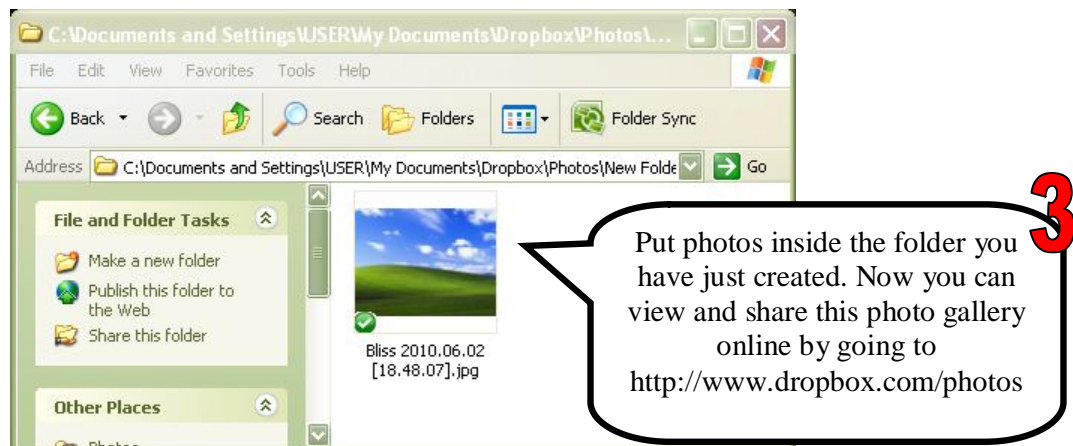 C:\Documents and Settings\USER\My Documents\Dropbox\Photos\...
File Edit View Favorites Tools Help
Back Search Folders Folder Sync
Address C:\Documents and Settings\USER\My Documents\Dropbox\Photos\New Folde Go
File and Folder Tasks
Make a new folder
Publish this folder to
the Web
Share this folder
Other Places
Photos
Bliss 2010.06.02
[18.48.07].jpg
3
Put photos inside the folder you
have just created. Now you can
view and share this photo gallery
online by going to
http://www.dropbox.com/photos